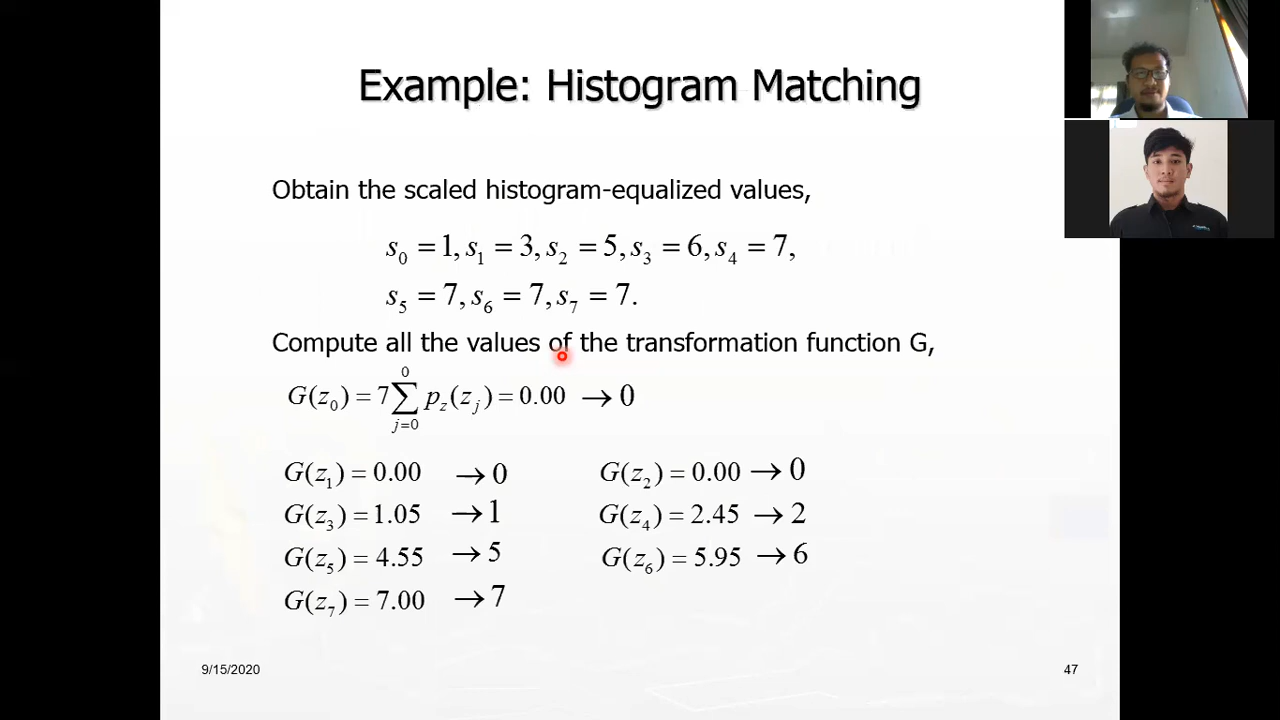 Example: Histogram Matching
Obtain the scaled histogram-equalized values,
s₀ = 1, s₁ = 3, s₂ = 5, s₃ = 6, s₄ = 7,
s₅ = 7, s₆ = 7, s₇ = 7.
Compute all the values of the transformation function G,
G(z₀) = 7 ∑_{j=0}^{0} p_z(z_j) = 0.00 → 0
G(z₁) = 0.00 → 0 G(z₂) = 0.00 → 0
G(z₃) = 1.05 → 1 G(z₄) = 2.45 → 2
G(z₅) = 4.55 → 5 G(z₆) = 5.95 → 6
G(z₇) = 7.00 → 7
9/15/2020 47